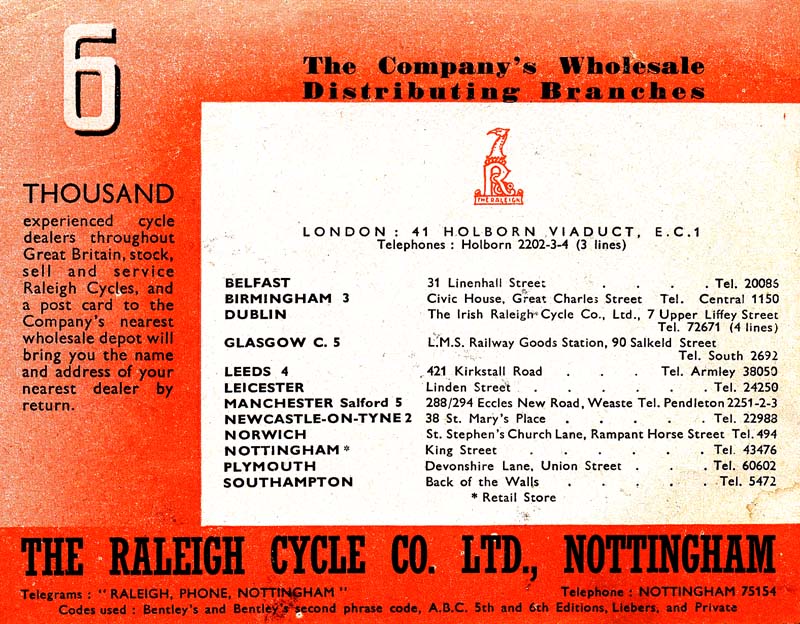 6
THOUSAND
experienced cycle
dealers throughout
Great Britain, stock,
sell and service
Raleigh Cycles, and
a post card to the
Company's nearest
wholesale depot will
bring you the name
and address of your
nearest dealer by
return.
The Company's Wholesale
Distributing Branches
R
THE RALEIGH
LONDON : 41 HOLBORN VIADUCT, E.C.1
Telephones : Holborn 2202-3-4 (3 lines)
BELFAST 31 Linenhall Street . . . . Tel. 20086
BIRMINGHAM 3 Civic House, Great Charles Street Tel. Central 1150
DUBLIN The Irish Raleigh Cycle Co., Ltd., 7 Upper Liffey Street
Tel. 72671 (4 lines)
GLASGOW C. 5 L.M.S. Railway Goods Station, 90 Salkeld Street
Tel. South 2692
LEEDS 4 421 Kirkstall Road . . . Tel. Armley 38050
LEICESTER Linden Street . . . . . . Tel. 24250
MANCHESTER Salford 5 288/294 Eccles New Road, Weaste Tel. Pendleton 2251-2-3
NEWCASTLE-ON-TYNE 2 38 St. Mary's Place . . . . . Tel. 22988
NORWICH St. Stephen's Church Lane, Rampant Horse Street Tel. 494
NOTTINGHAM * King Street . . . . . . Tel. 43476
PLYMOUTH Devonshire Lane, Union Street . . . Tel. 60602
SOUTHAMPTON Back of the Walls . . . . . Tel. 5472
* Retail Store
THE RALEIGH CYCLE CO. LTD., NOTTINGHAM
Telegrams : "RALEIGH, PHONE, NOTTINGHAM" Telephone : NOTTINGHAM 75154
Codes used : Bentley's and Bentley's second phrase code, A.B.C. 5th and 6th Editions, Liebers, and Private